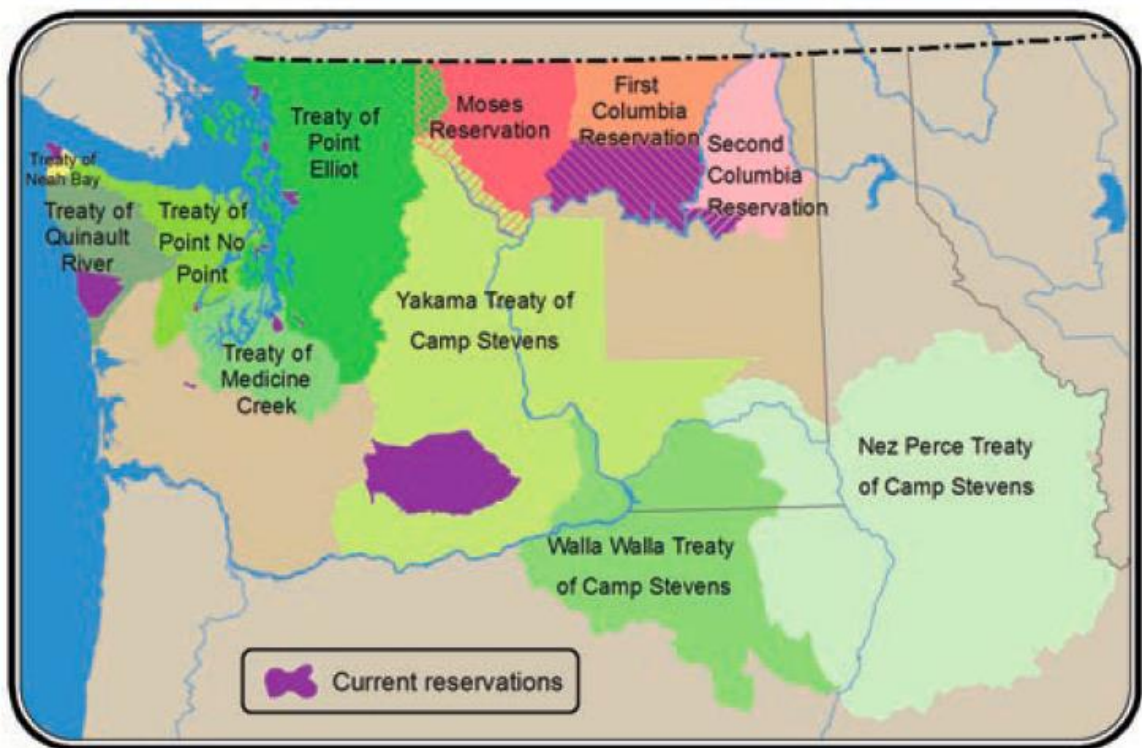 Treaty of
Point
Elliot
Moses
Reservation
First
Columbia
Reservation
Second
Columbia
Reservation
Treaty of
Neah Bay
Treaty of
Quinault
River
Treaty of
Point No
Point
Yakama Treaty of
Camp Stevens
Treaty of
Medicine
Creek
Nez Perce Treaty
of Camp Stevens
Walla Walla Treaty
of Camp Stevens
Current reservations